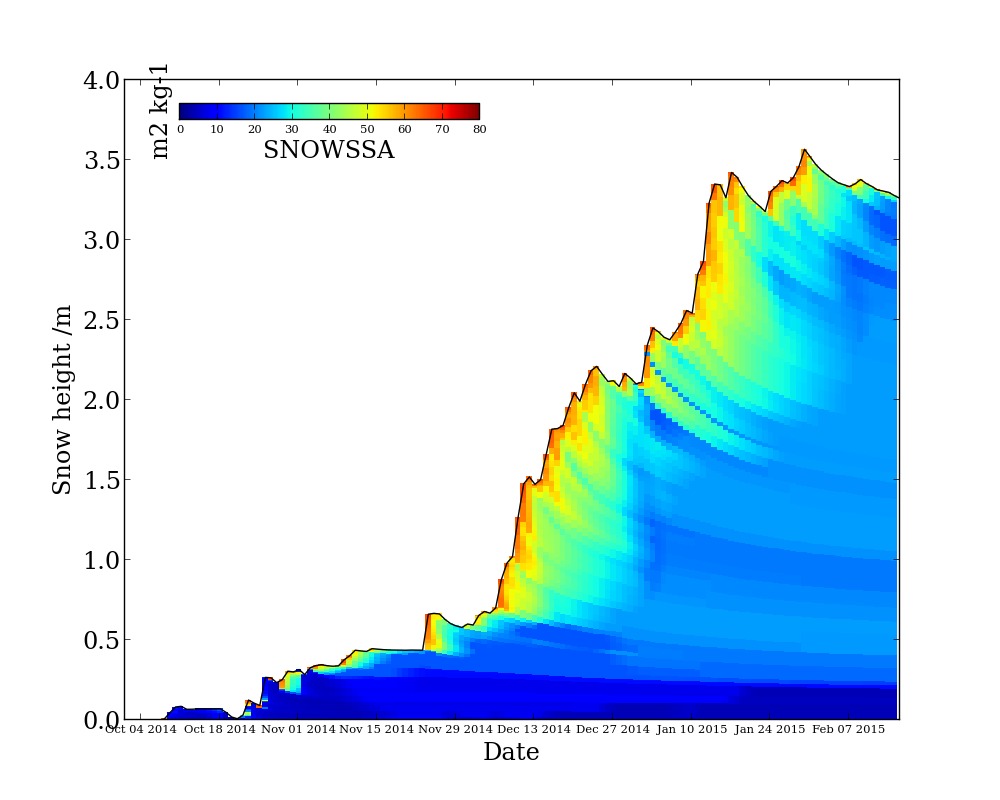 4.0
3.5
3.0
2.5
2.0
1.5
1.0
0.5
0.0
Snow height /m
m2 kg-1
0 10 20 30 40 50 60 70 80
SNOWSSA
Oct 04 2014 Oct 18 2014 Nov 01 2014 Nov 15 2014 Nov 29 2014 Dec 13 2014 Dec 27 2014 Jan 10 2015 Jan 24 2015 Feb 07 2015
Date